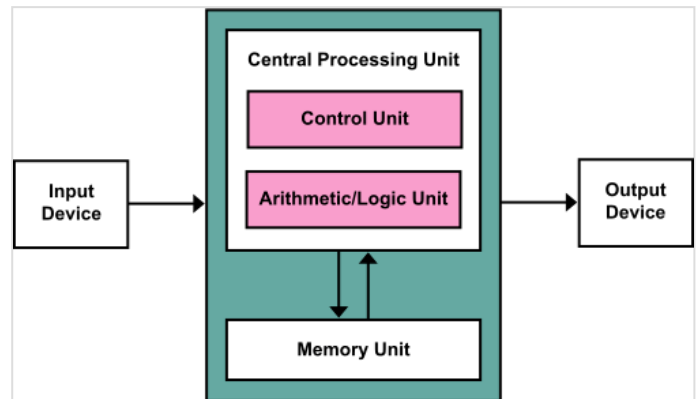 Central Processing Unit
Control Unit
Arithmetic/Logic Unit
Input
Device
Output
Device
Memory Unit